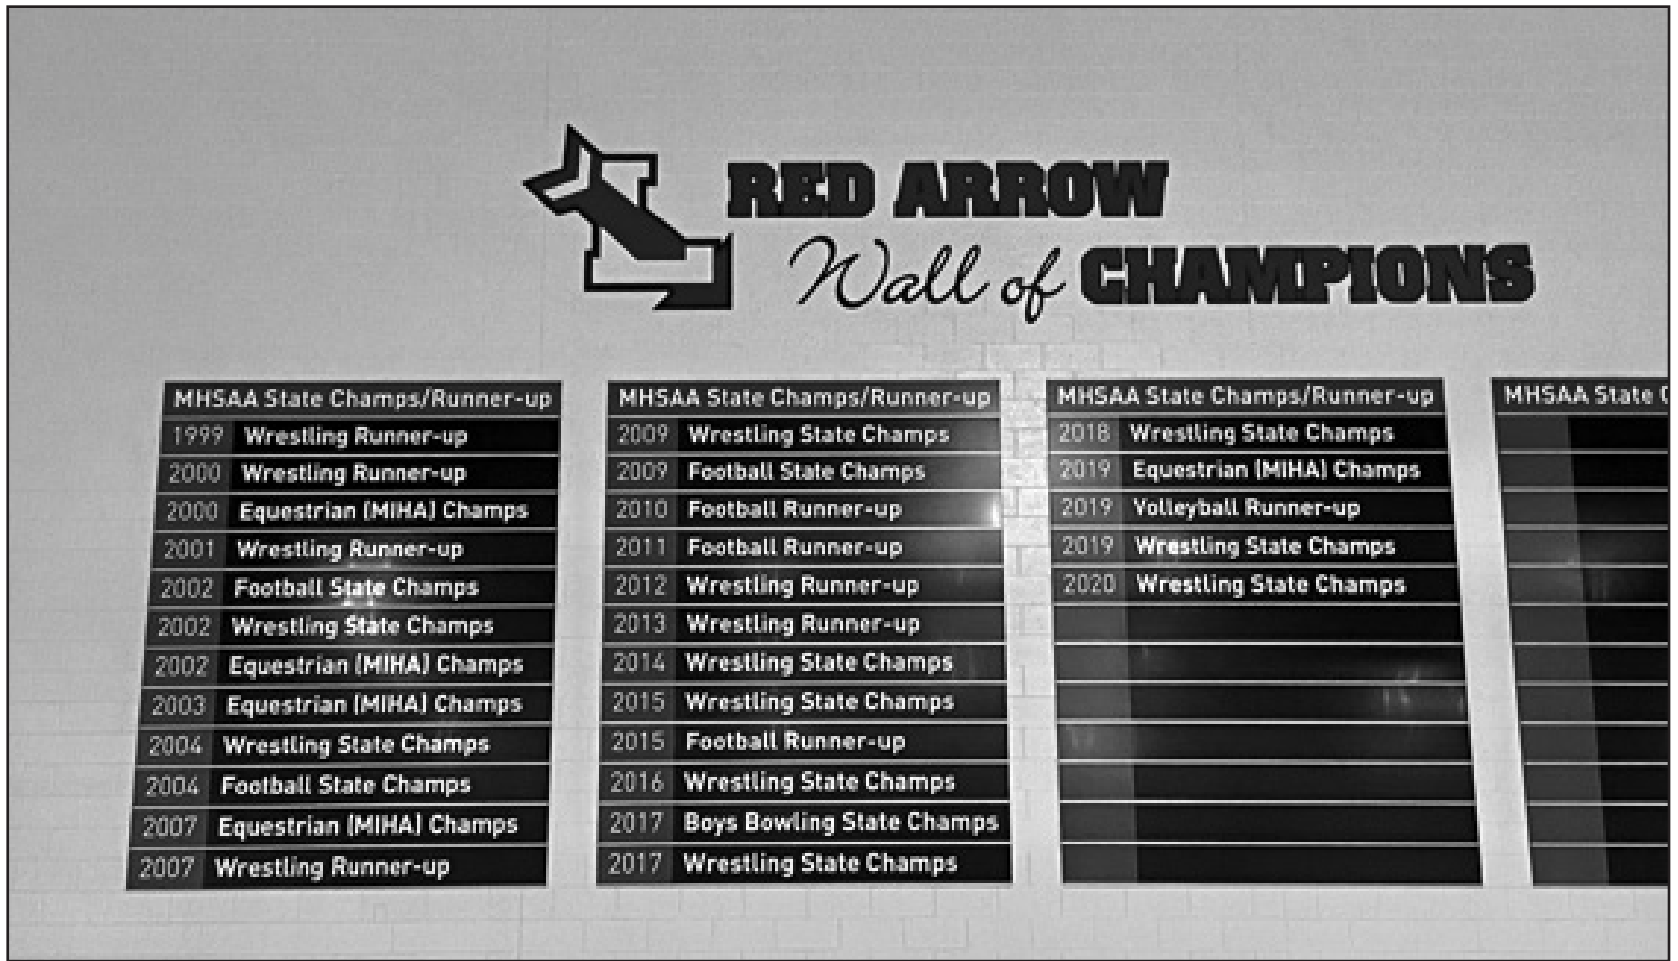 RED ARROW
Wall of CHAMPIONS
MHSAA State Champs/Runner-up
1999 Wrestling Runner-up
2000 Wrestling Runner-up
2000 Equestrian (MIHA) Champs
2001 Wrestling Runner-up
2002 Football State Champs
2002 Wrestling State Champs
2002 Equestrian (MIHA) Champs
2003 Equestrian (MIHA) Champs
2004 Wrestling State Champs
2004 Football State Champs
2007 Equestrian (MIHA) Champs
2007 Wrestling Runner-up
MHSAA State Champs/Runner-up
2009 Wrestling State Champs
2009 Football State Champs
2010 Football Runner-up
2011 Football Runner-up
2012 Wrestling Runner-up
2013 Wrestling Runner-up
2014 Wrestling State Champs
2015 Wrestling State Champs
2015 Football Runner-up
2016 Wrestling State Champs
2017 Boys Bowling State Champs
2017 Wrestling State Champs
MHSAA State Champs/Runner-up
2018 Wrestling State Champs
2019 Equestrian (MIHA) Champs
2019 Volleyball Runner-up
2019 Wrestling State Champs
2020 Wrestling State Champs
MHSAA State